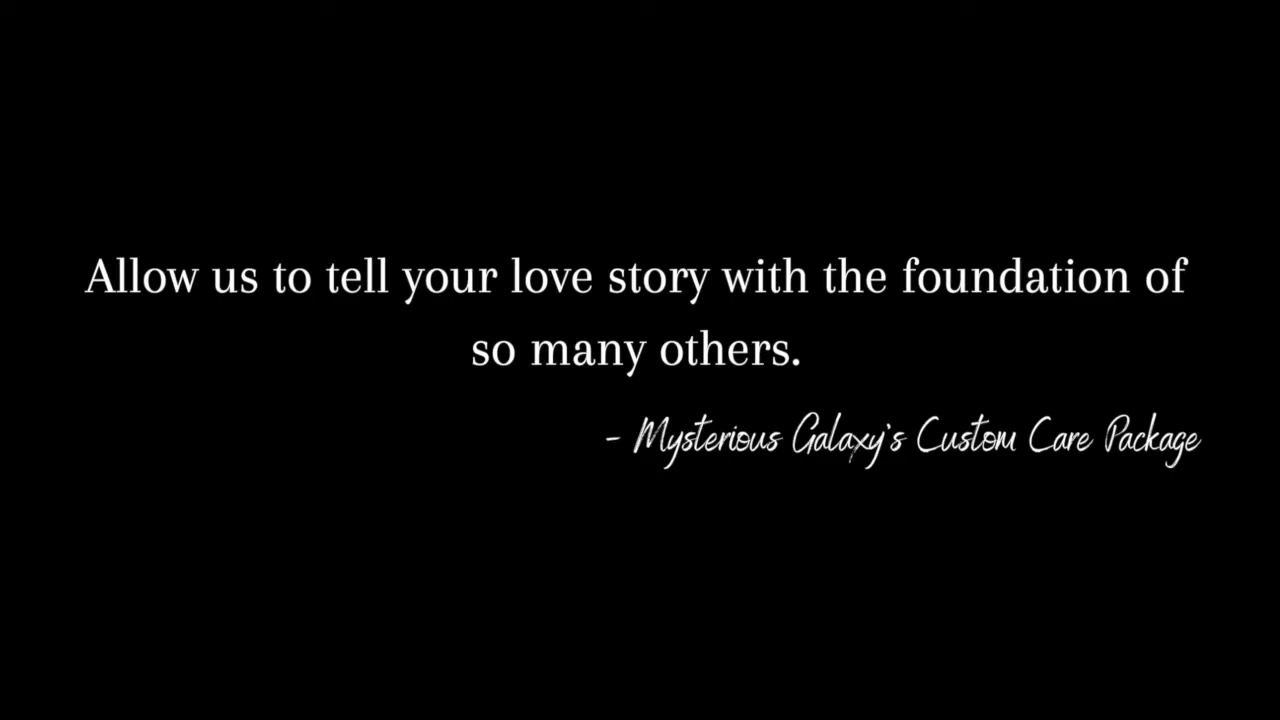 Allow us to tell your love story with the foundation of
so many others.
- Mysterious Galaxy's Custom Care Package